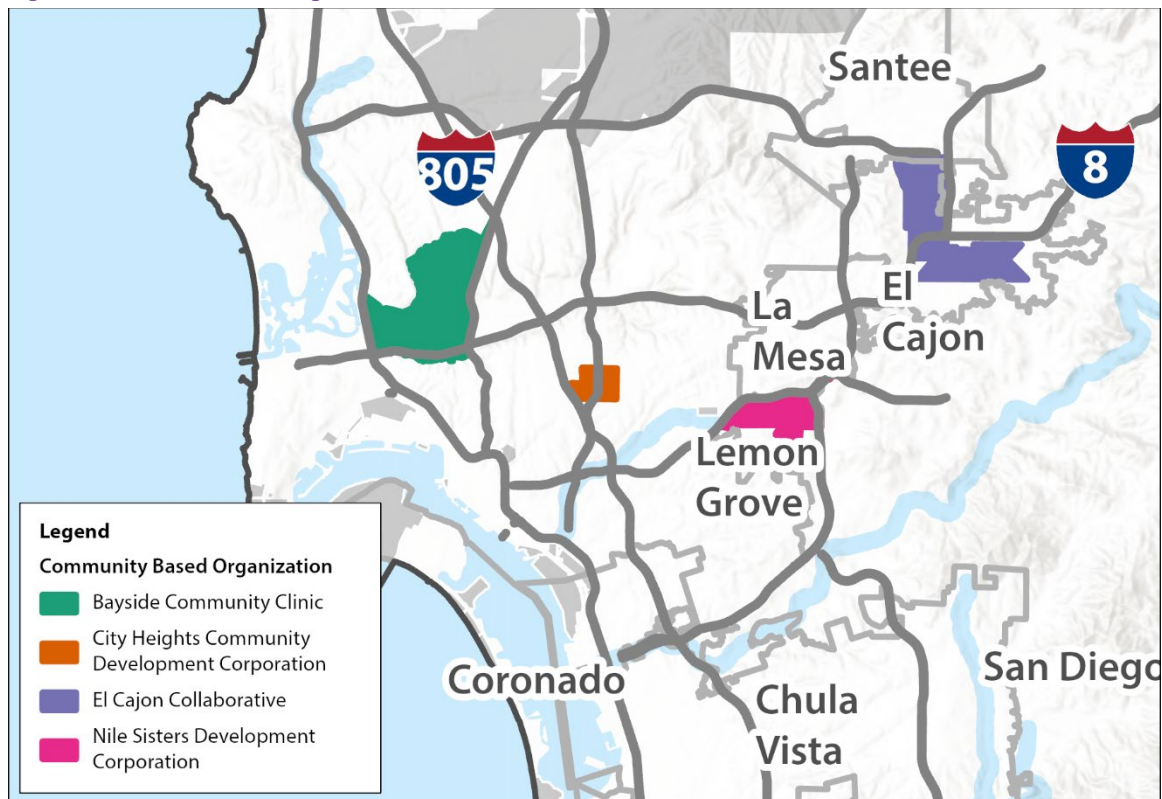 Santee
805
8
El
Cajon
La
Mesa
Lemon
Grove
Coronado
Chula
Vista
San Diego
Legend
Community Based Organization
Bayside Community Clinic
City Heights Community
Development Corporation
El Cajon Collaborative
Nile Sisters Development
Corporation